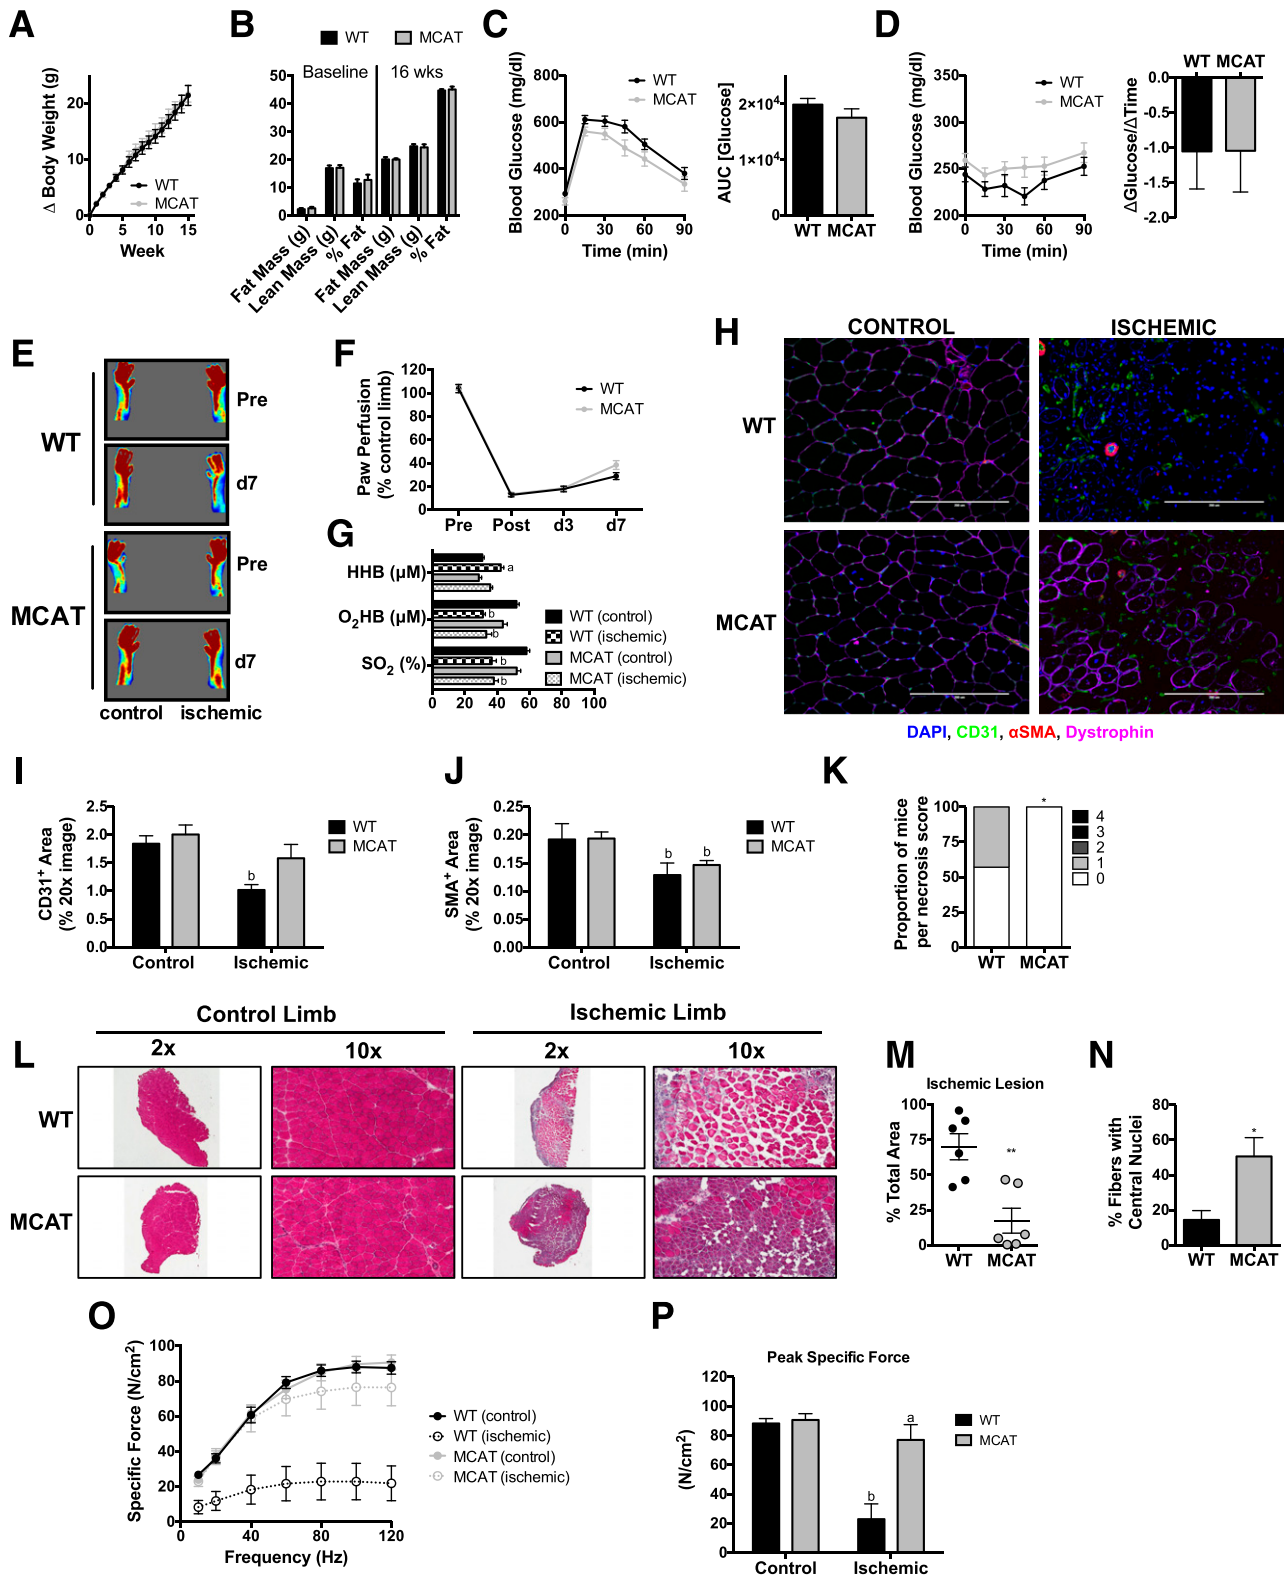 A
Δ Body Weight (g)
20
10
0
WT
MCAT
0 5 10 15
Week
B
WT MCAT
Baseline 16 wks
50
40
30
20
10
0
Fat Mass (g)
Lean Mass (g)
% Fat
Fat Mass (g)
Lean Mass (g)
% Fat
C
Blood Glucose (mg/dl)
800
600
400
200
WT
MCAT
0 30 60 90
Time (min)
AUC [Glucose]
2×10⁴
1×10⁴
0
WT MCAT
D
Blood Glucose (mg/dl)
350
300
250
200
WT
MCAT
0 30 60 90
Time (min)
WT MCAT
ΔGlucose/ΔTime
0.0
-0.5
-1.0
-1.5
-2.0
E
WT
Pre
d7
MCAT
Pre
d7
control ischemic
F
Paw Perfusion
(% control limb)
120
100
80
60
40
20
0
WT
MCAT
Pre Post d3 d7
G
HHB (µM)
a
O₂HB (µM)
b
b
SO₂ (%)
b
b
0 20 40 60 80 100
WT (control)
WT (ischemic)
MCAT (control)
MCAT (ischemic)
H
CONTROL ISCHEMIC
WT
MCAT
DAPI, CD31, αSMA, Dystrophin
I
CD31⁺ Area
(% 20x image)
2.5
2.0
1.5
1.0
0.5
0.0
b
WT
MCAT
Control Ischemic
J
SMA⁺ Area
(% 20x image)
0.25
0.20
0.15
0.10
0.05
0.00
b b
WT
MCAT
Control Ischemic
K
Proportion of mice
per necrosis score
100
75
50
25
0
*
4
3
2
1
0
WT MCAT
Control Limb Ischemic Limb
L
2x 10x 2x 10x
WT
MCAT
M
Ischemic Lesion
% Total Area
100
75
50
25
0
**
WT MCAT
N
% Fibers with
Central Nuclei
80
60
40
20
0
*
WT MCAT
O
Specific Force (N/cm²)
100
80
60
40
20
0
0 40 80 120
Frequency (Hz)
WT (control)
WT (ischemic)
MCAT (control)
MCAT (ischemic)
P
Peak Specific Force
(N/cm²)
120
100
80
60
40
20
0
b
a
WT
MCAT
Control Ischemic